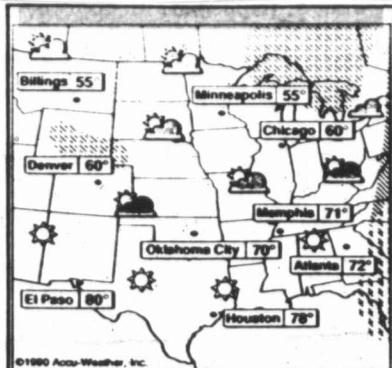 Billings 55
Minneapolis 55°
Chicago 60°
Denver 60°
Memphis 71°
Oklahoma City 70°
Atlanta 72°
El Paso 80°
Houston 78°
©1990 Accu-Weather, Inc.